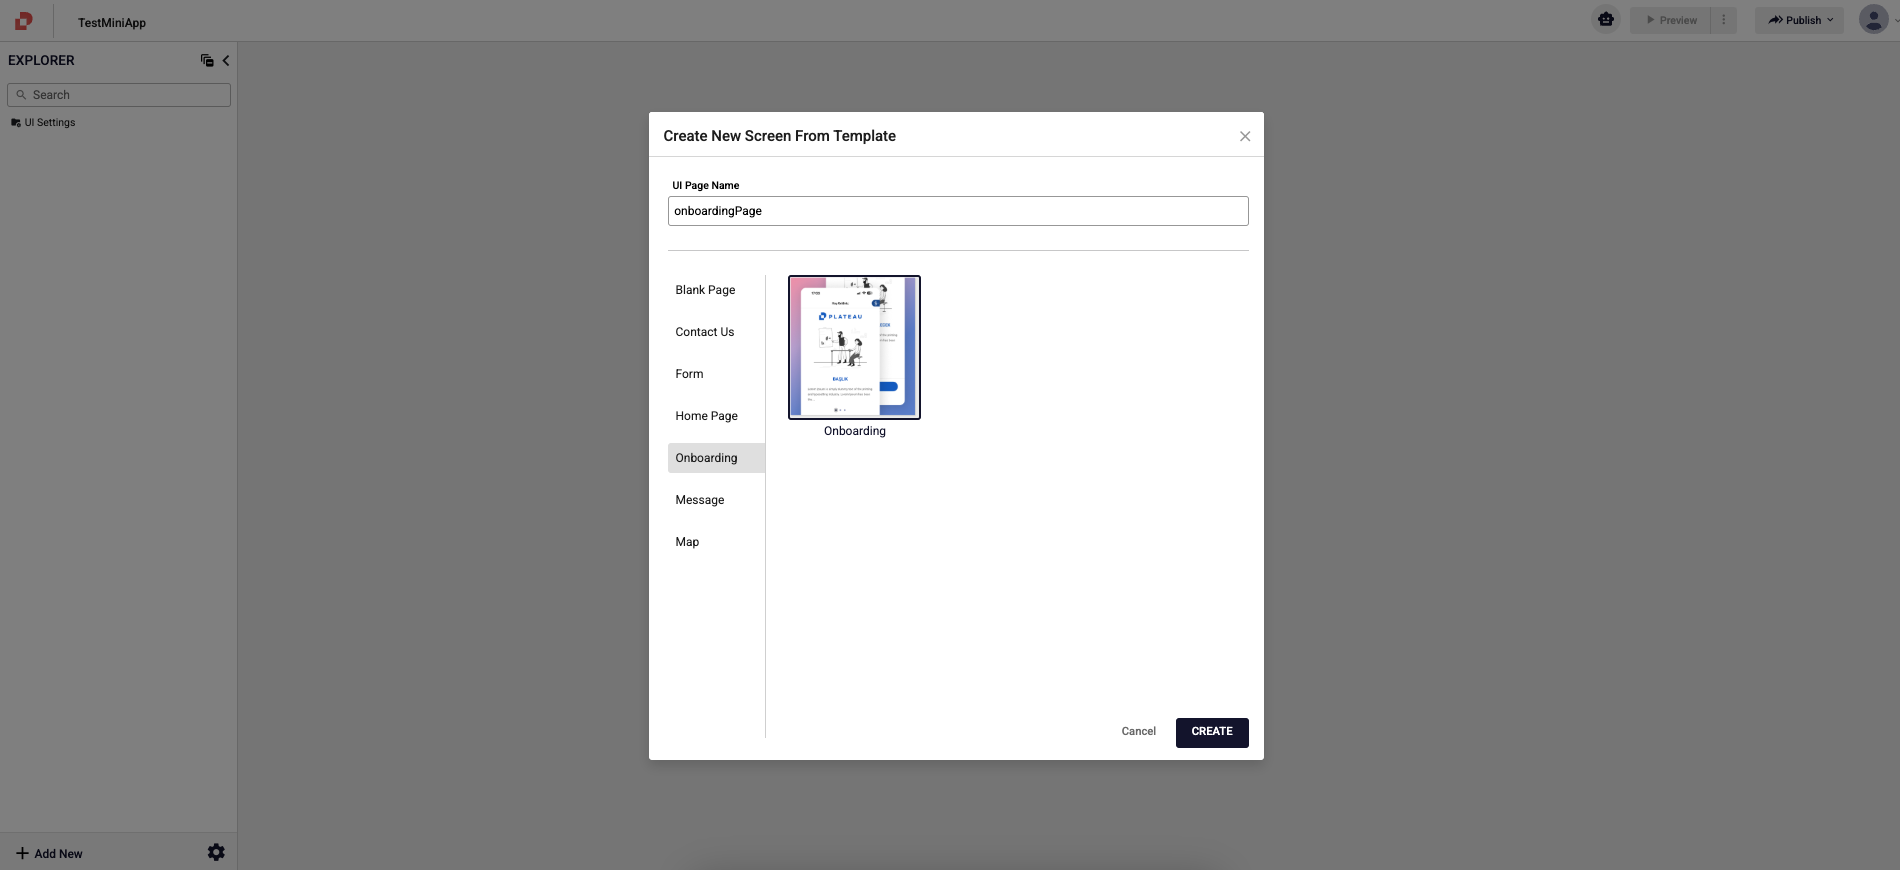 TestMiniApp
Preview
Publish
EXPLORER
Search
UI Settings
Create New Screen From Template
UI Page Name
onboardingPage
Blank Page
Contact Us
Form
Home Page
Onboarding
Message
Map
PLATEAU
BAŞLIK
Onboarding
Cancel
CREATE
Add New